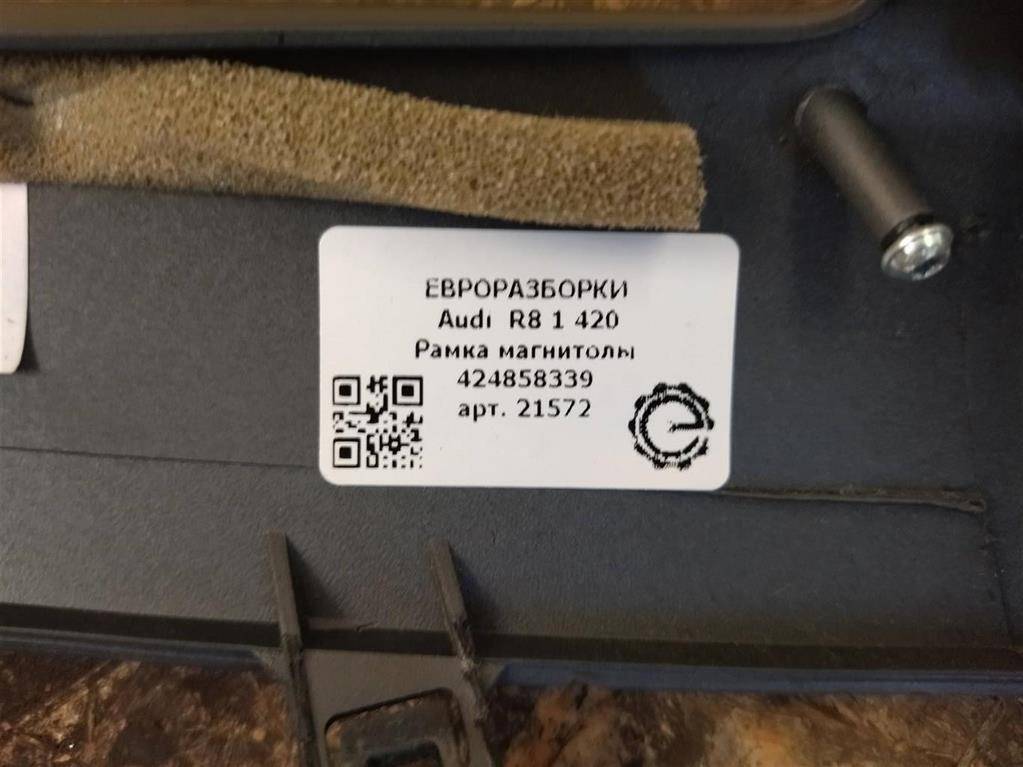 ЕВРОРАЗБОРКИ
Audi R8 1 420
Рамка магнитолы
424858339
арт. 21572